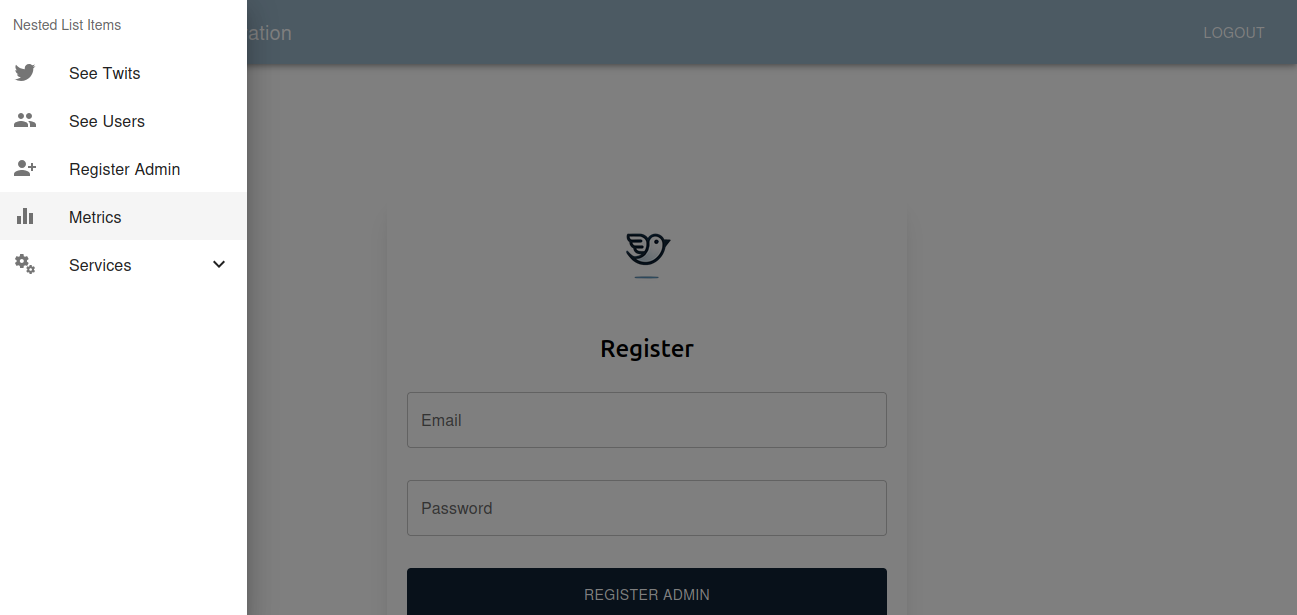 Nested List Items
ation
LOGOUT
See Twits
See Users
Register Admin
Metrics
Services
Register
Email
Password
REGISTER ADMIN